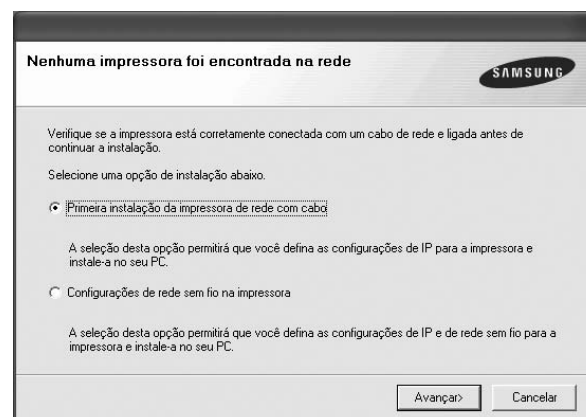 Nenhuma impressora foi encontrada na rede
SAMSUNG
Verifique se a impressora está corretamente conectada com um cabo de rede e ligada antes de
continuar a instalação.
Selecione uma opção de instalação abaixo.
Primeira instalação da impressora de rede com cabo
A seleção desta opção permitirá que você defina as configurações de IP para a impressora e
instale-a no seu PC.
Configurações de rede sem fio na impressora
A seleção desta opção permitirá que você defina as configurações de IP e de rede sem fio para a
impressora e instale-a no seu PC.
Avançar>
Cancelar